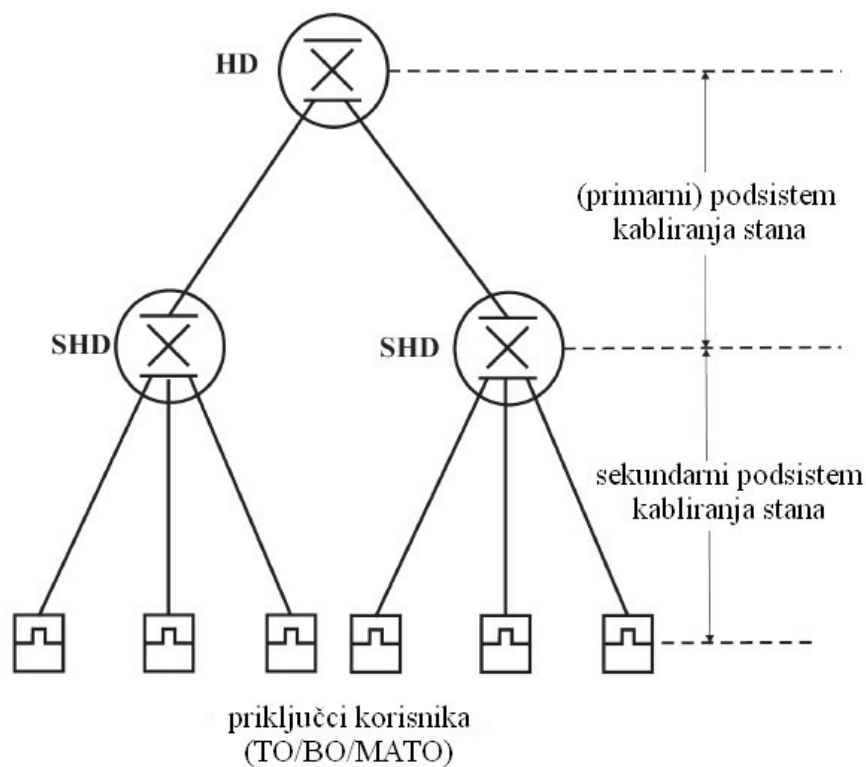 HD
(primarni) podsistem
kabliranja stana
SHD
SHD
sekundarni podsistem
kabliranja stana
priključci korisnika
(TO/BO/MATO)